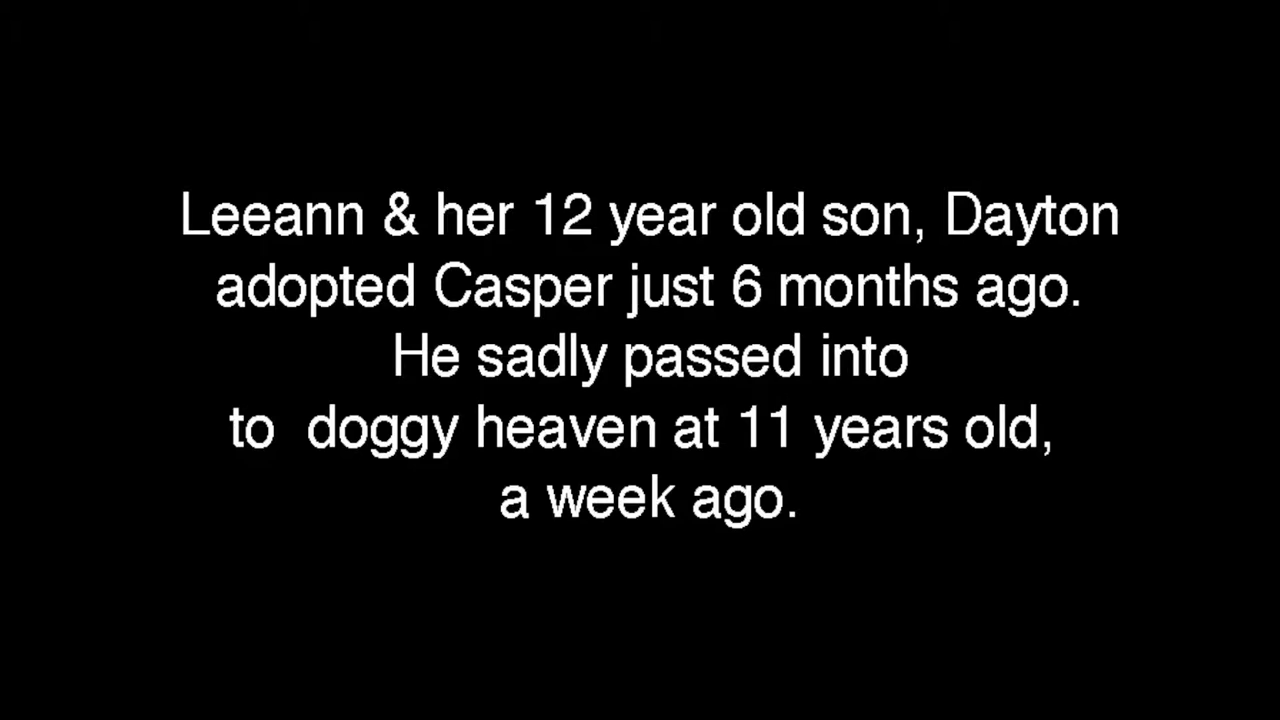 Leeann & her 12 year old son, Dayton
adopted Casper just 6 months ago.
He sadly passed into
to  doggy heaven at 11 years old,
a week ago.